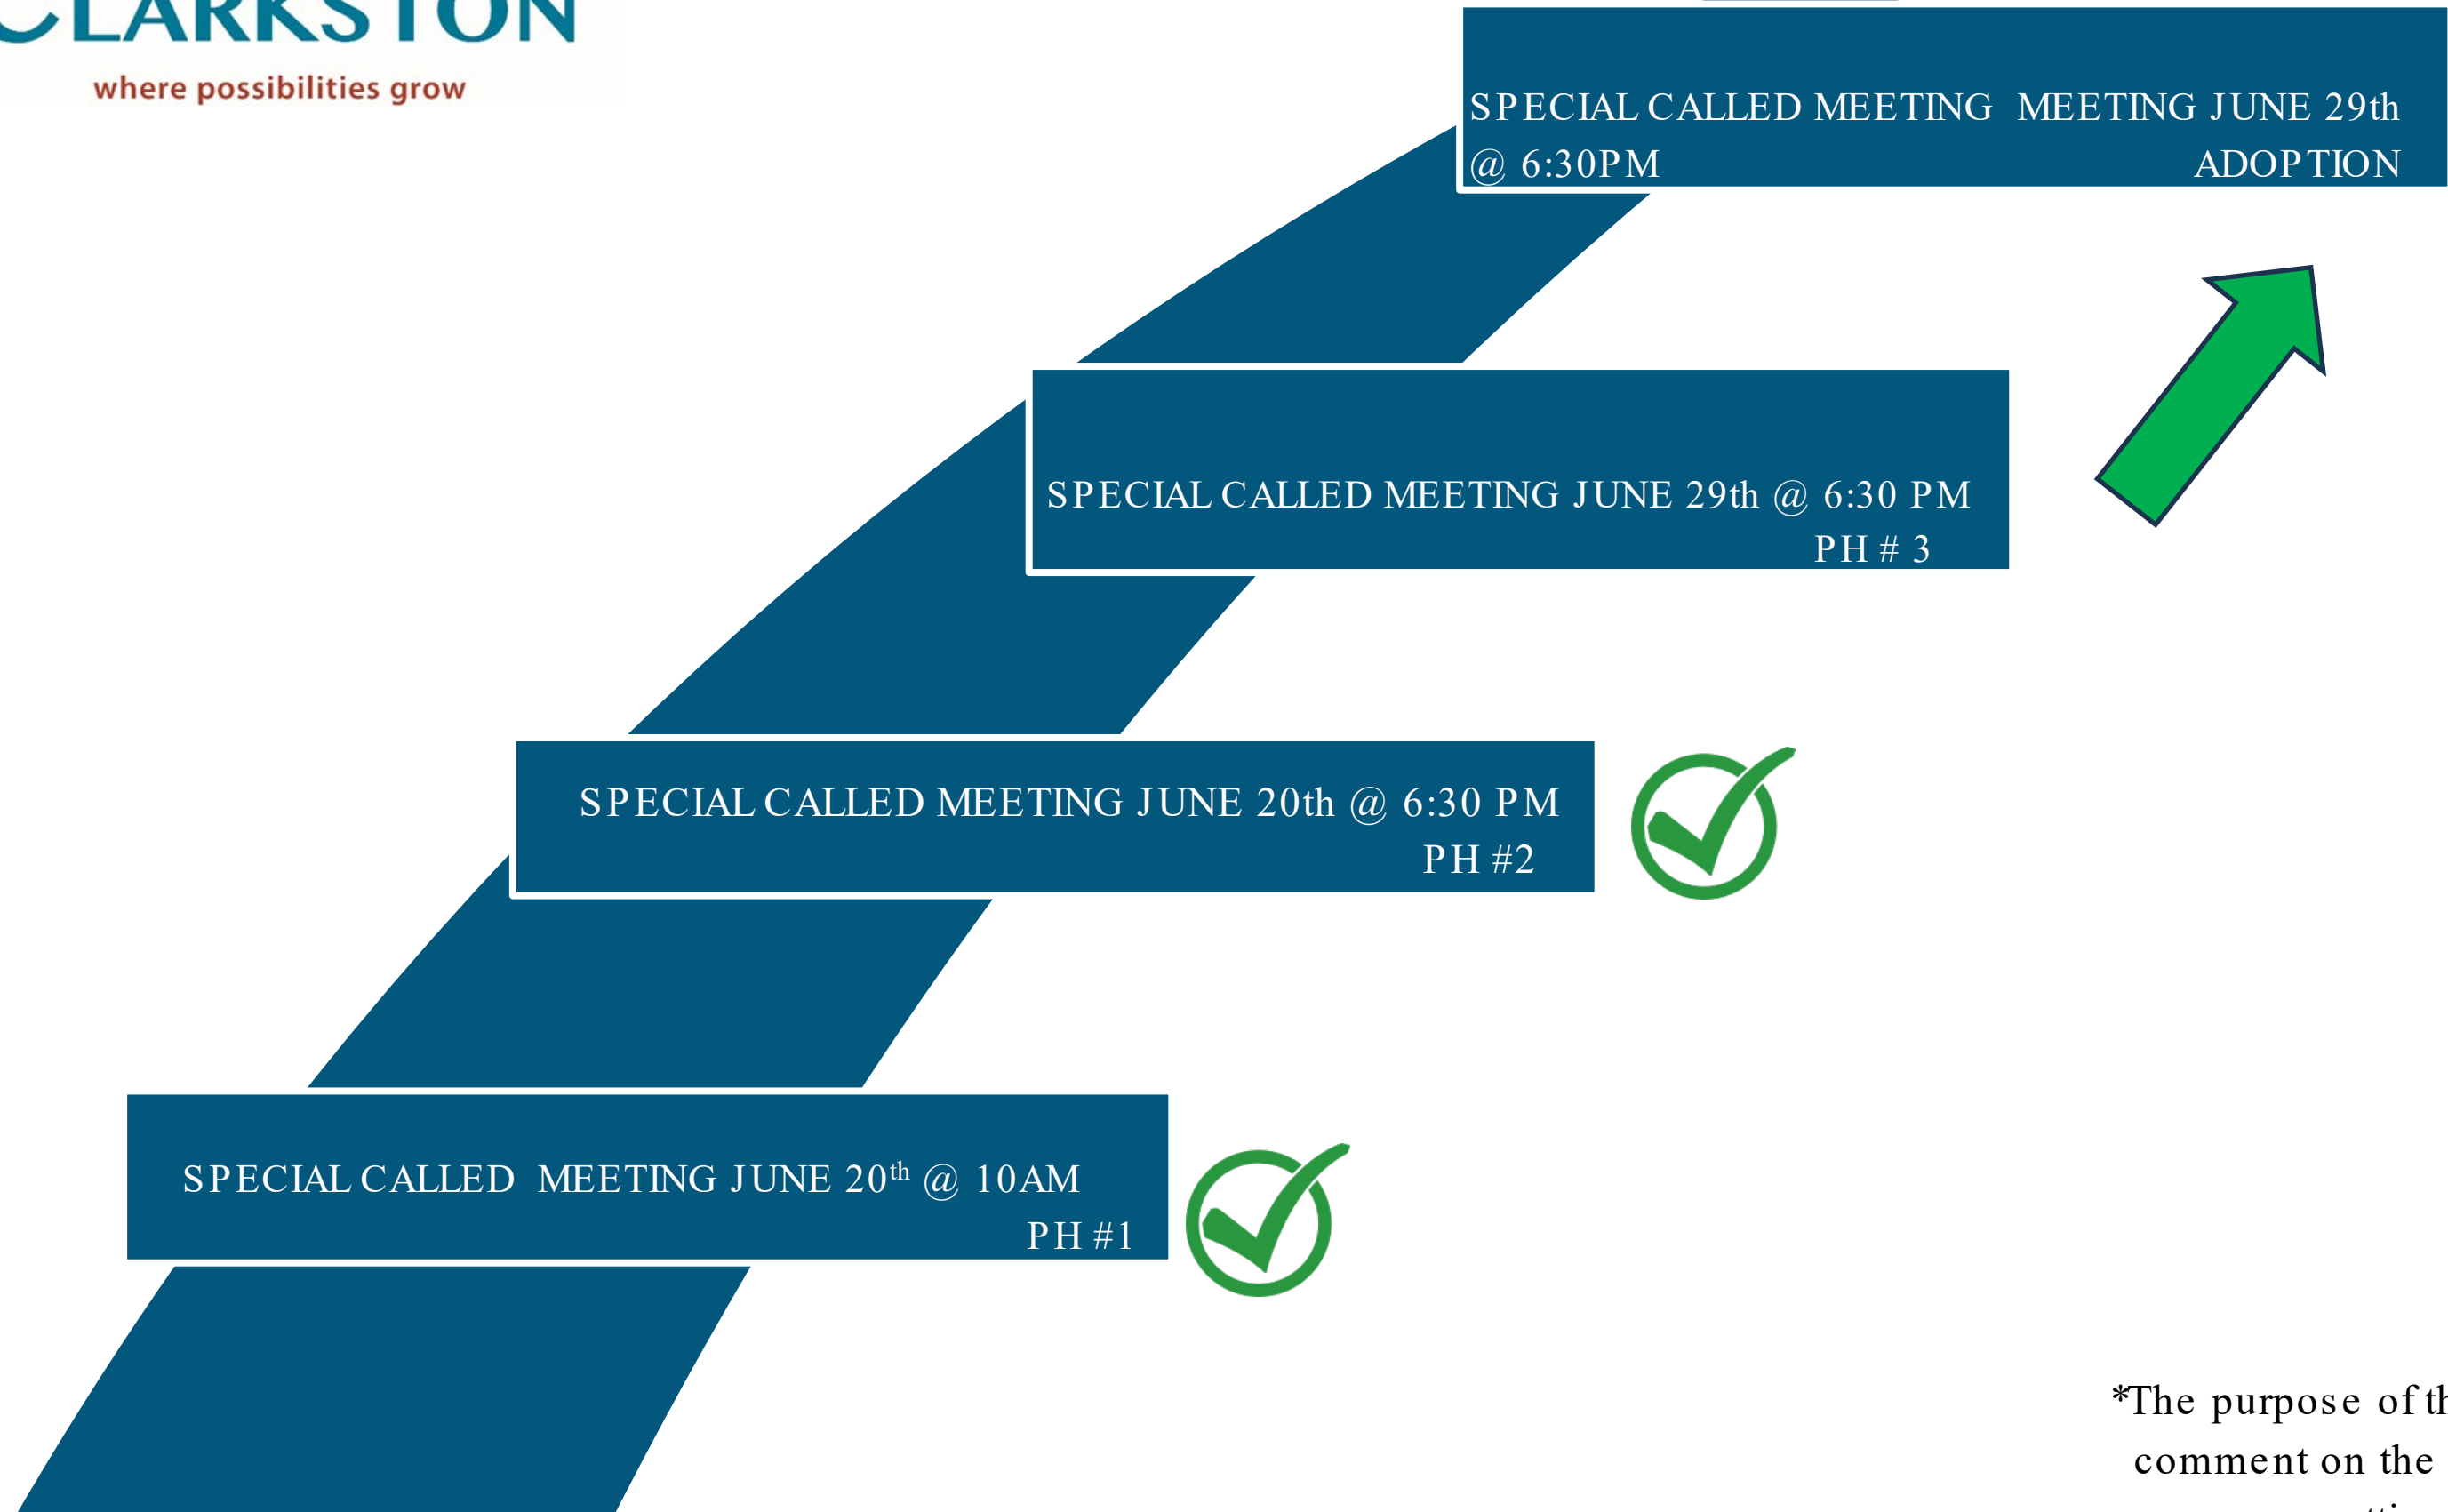 CLARKSTON
where possibilities grow
SPECIAL CALLED MEETING MEETING JUNE 29th
@ 6:30PM ADOPTION
SPECIAL CALLED MEETING JUNE 29th @ 6:30 PM
PH # 3
SPECIAL CALLED MEETING JUNE 20th @ 6:30 PM
PH #2
SPECIAL CALLED MEETING JUNE 20th @ 10AM
PH #1
*The purpose of
comment on the